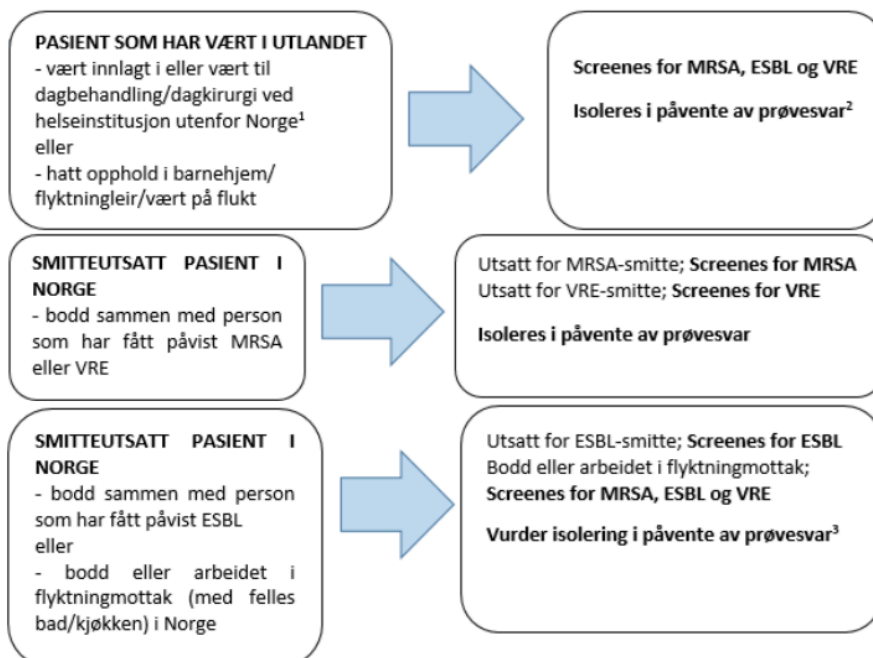 PASIENT SOM HAR VÆRT I UTLANDET
- vært innlagt i eller vært til
dagbehandling/dagkirurgi ved
helseinstitusjon utenfor Norge¹
eller
- hatt opphold i barnehjem/
flyktningleir/vært på flukt
Screenes for MRSA, ESBL og VRE
Isoleres i påvente av prøvesvar²
SMITTEUTSATT PASIENT I
NORGE
- bodd sammen med person
som har fått påvist MRSA
eller VRE
Utsatt for MRSA-smitte; Screenes for MRSA
Utsatt for VRE-smitte; Screenes for VRE
Isoleres i påvente av prøvesvar
SMITTEUTSATT PASIENT I
NORGE
- bodd sammen med person
som har fått påvist ESBL
eller
- bodd eller arbeidet i
flyktningmottak (med felles
bad/kjøkken) i Norge
Utsatt for ESBL-smitte; Screenes for ESBL
Bodd eller arbeidet i flyktningmottak;
Screenes for MRSA, ESBL og VRE
Vurder isolering i påvente av prøvesvar³